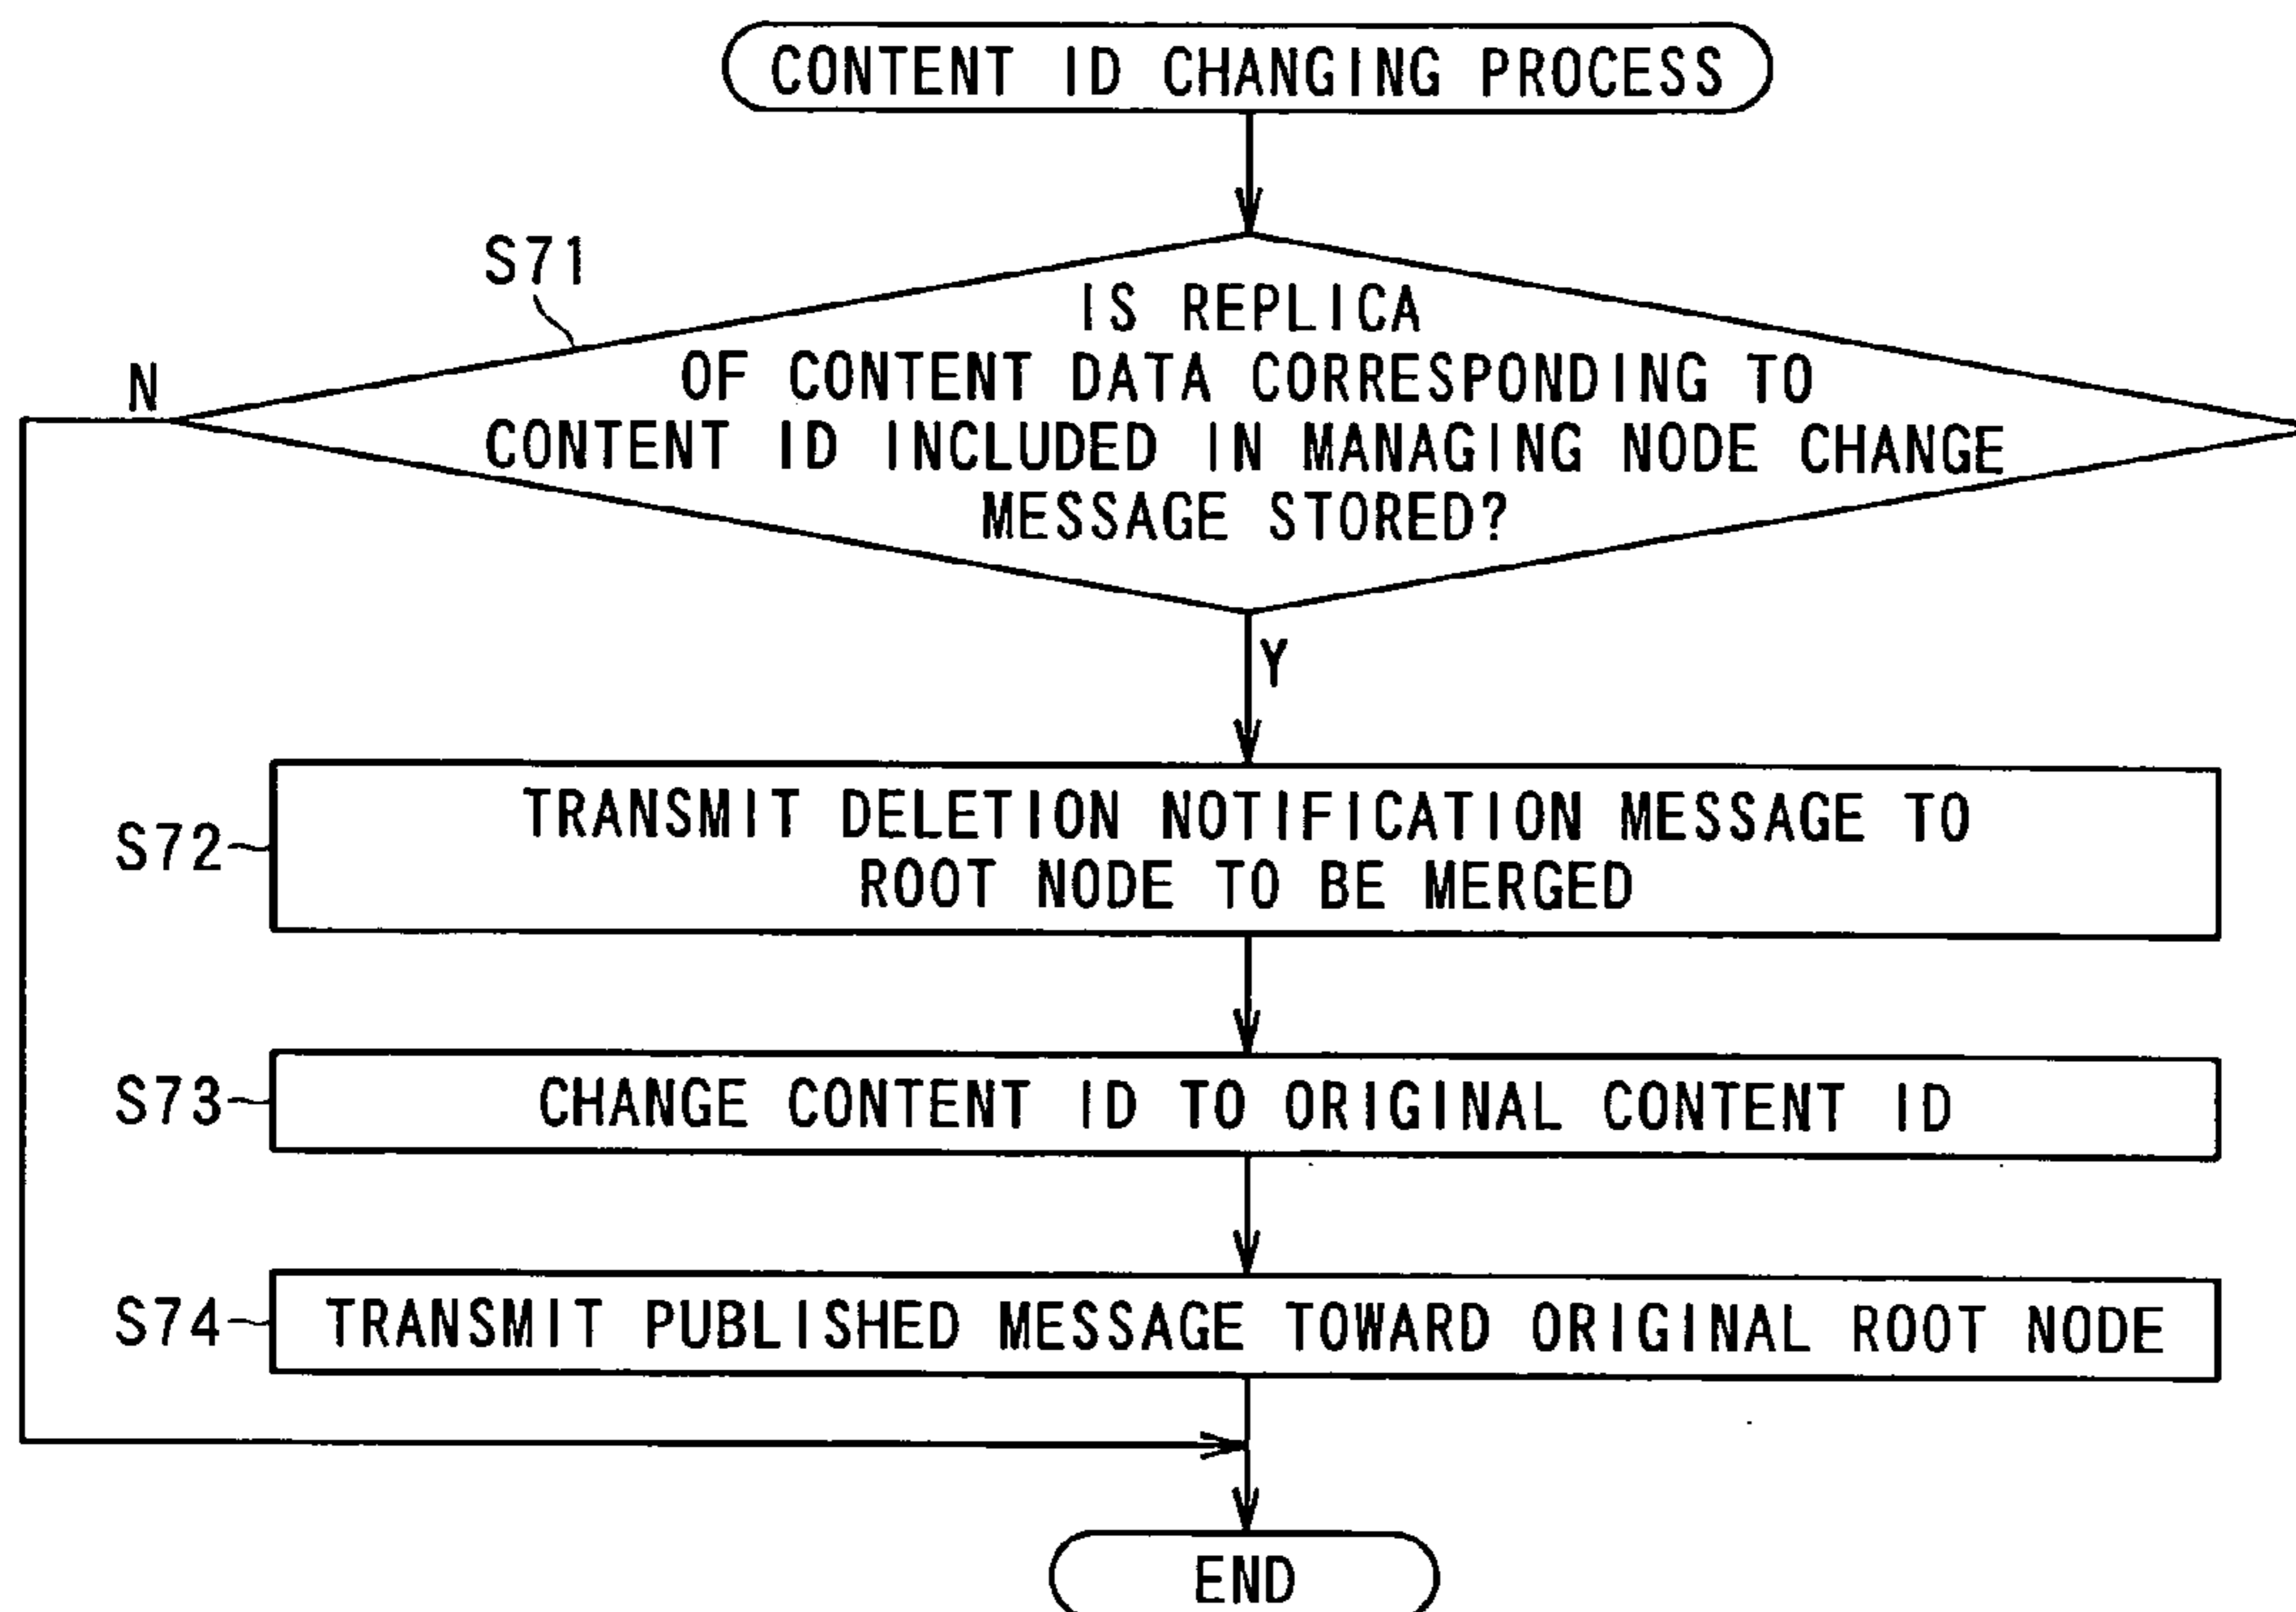 CONTENT ID CHANGING PROCESS
S71
IS REPLICA
OF CONTENT DATA CORRESPONDING TO
CONTENT ID INCLUDED IN MANAGING NODE CHANGE
MESSAGE STORED?
N
Y
S72
TRANSMIT DELETION NOTIFICATION MESSAGE TO
ROOT NODE TO BE MERGED
S73
CHANGE CONTENT ID TO ORIGINAL CONTENT ID
S74
TRANSMIT PUBLISHED MESSAGE TOWARD ORIGINAL ROOT NODE
END